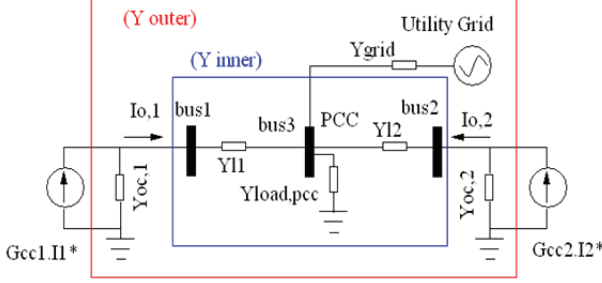 (Y outer)
Utility Grid
Ygrid
(Y inner)
Io,1
bus1
bus3
PCC
bus2
Io,2
Yl1
Yl2
Yoc,1
Yload,pcc
Yoc,2
Gcc1.I1*
Gcc2.I2*